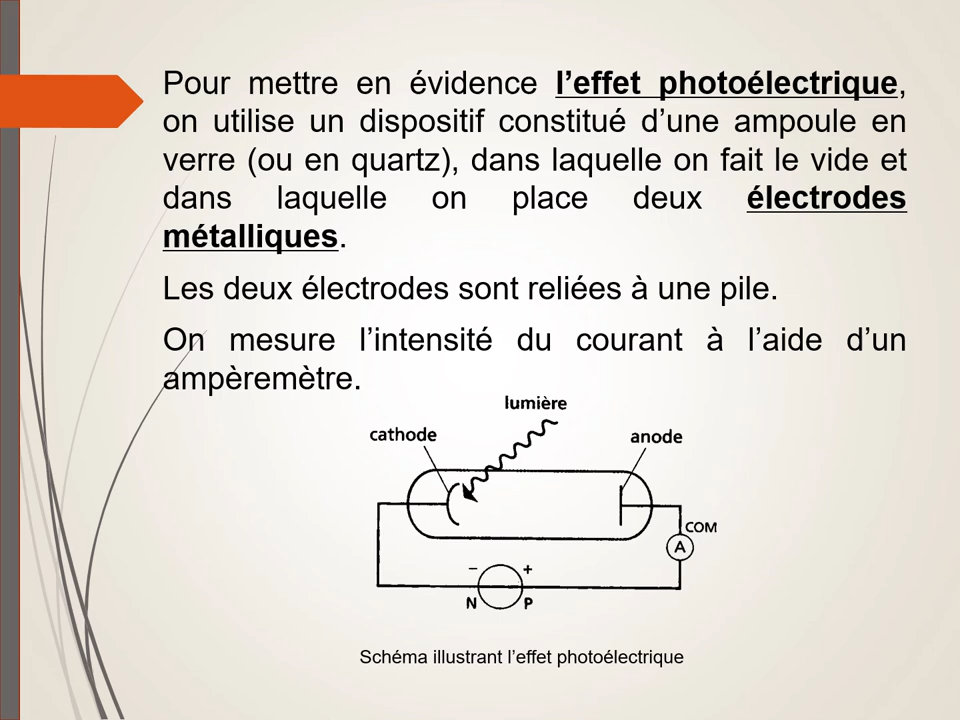 Pour mettre en évidence l’effet photoélectrique,
on utilise un dispositif constitué d’une ampoule en
verre (ou en quartz), dans laquelle on fait le vide et
dans laquelle on place deux électrodes
métalliques.
Les deux électrodes sont reliées à une pile.
On mesure l’intensité du courant à l’aide d’un
ampèremètre.
lumière
cathode
anode
COM
A
− +
N P
Schéma illustrant l’effet photoélectrique